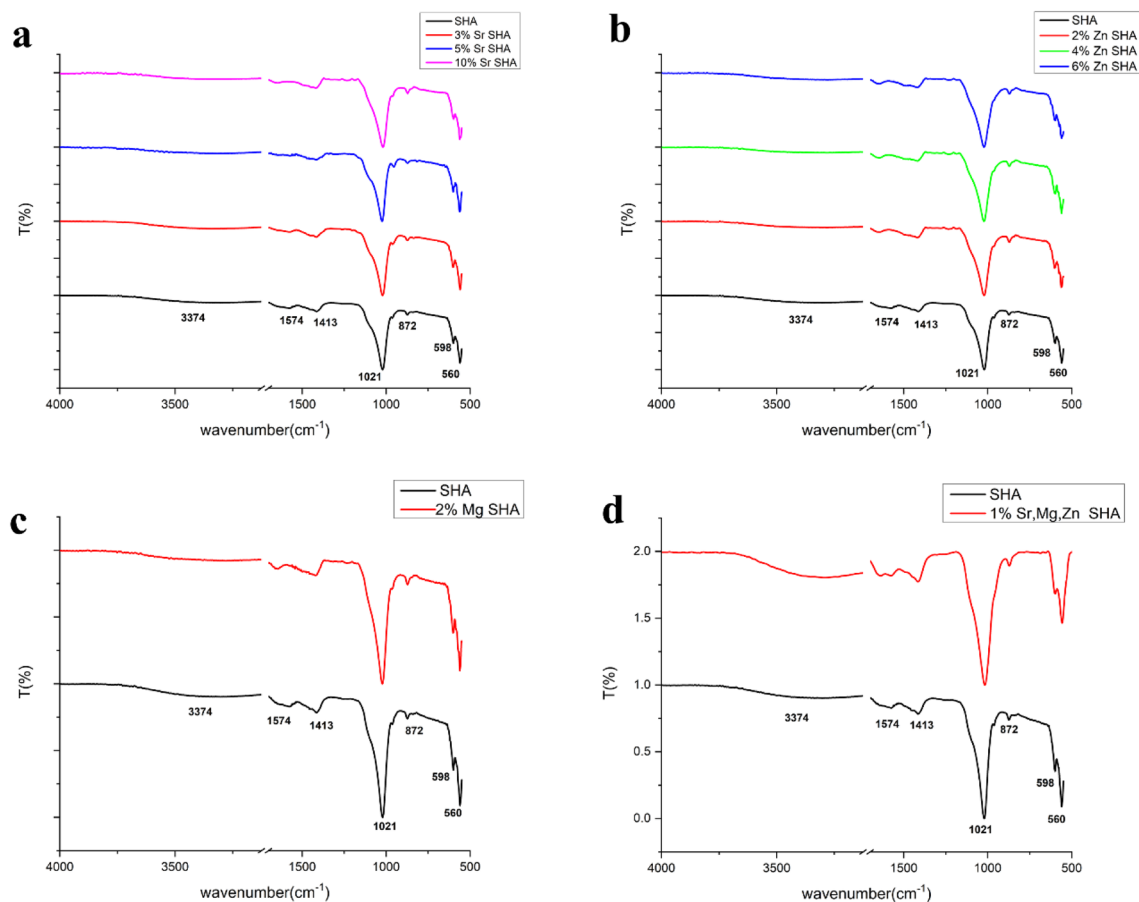 a
SHA
3% Sr SHA
5% Sr SHA
10% Sr SHA
T(%)
3374
1574
1413
1021
872
598
560
4000
3500
1500
1000
500
wavenumber(cm⁻¹)
b
SHA
2% Zn SHA
4% Zn SHA
6% Zn SHA
T(%)
3374
1574
1413
1021
872
598
560
4000
3500
1500
1000
500
wavenumber(cm⁻¹)
c
SHA
2% Mg SHA
T(%)
3374
1574
1413
1021
872
598
560
4000
3500
1500
1000
500
wavenumber(cm⁻¹)
d
SHA
1% Sr,Mg,Zn SHA
T(%)
2.0
1.5
1.0
0.5
0.0
3374
1574
1413
1021
872
598
560
4000
3500
1500
1000
500
wavenumber(cm⁻¹)